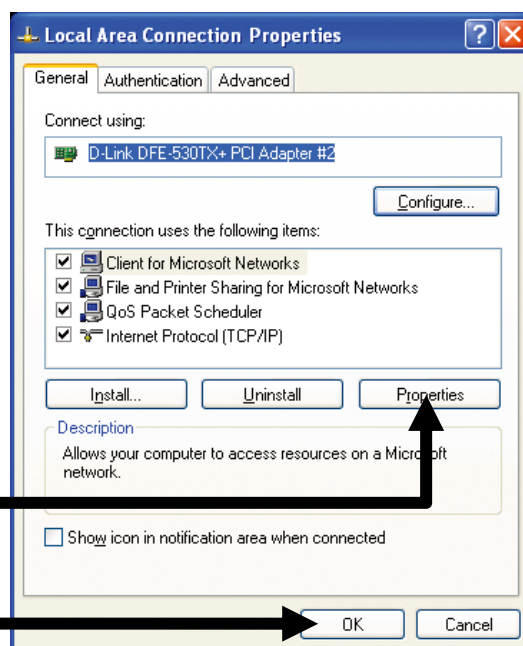 Local Area Connection Properties
General Authentication Advanced
Connect using:
D-Link DFE-530TX+ PCI Adapter #2
Configure...
This connection uses the following items:
Client for Microsoft Networks
File and Printer Sharing for Microsoft Networks
QoS Packet Scheduler
Internet Protocol (TCP/IP)
Install... Uninstall Properties
Description
Allows your computer to access resources on a Microsoft
network.
Show icon in notification area when connected
OK Cancel